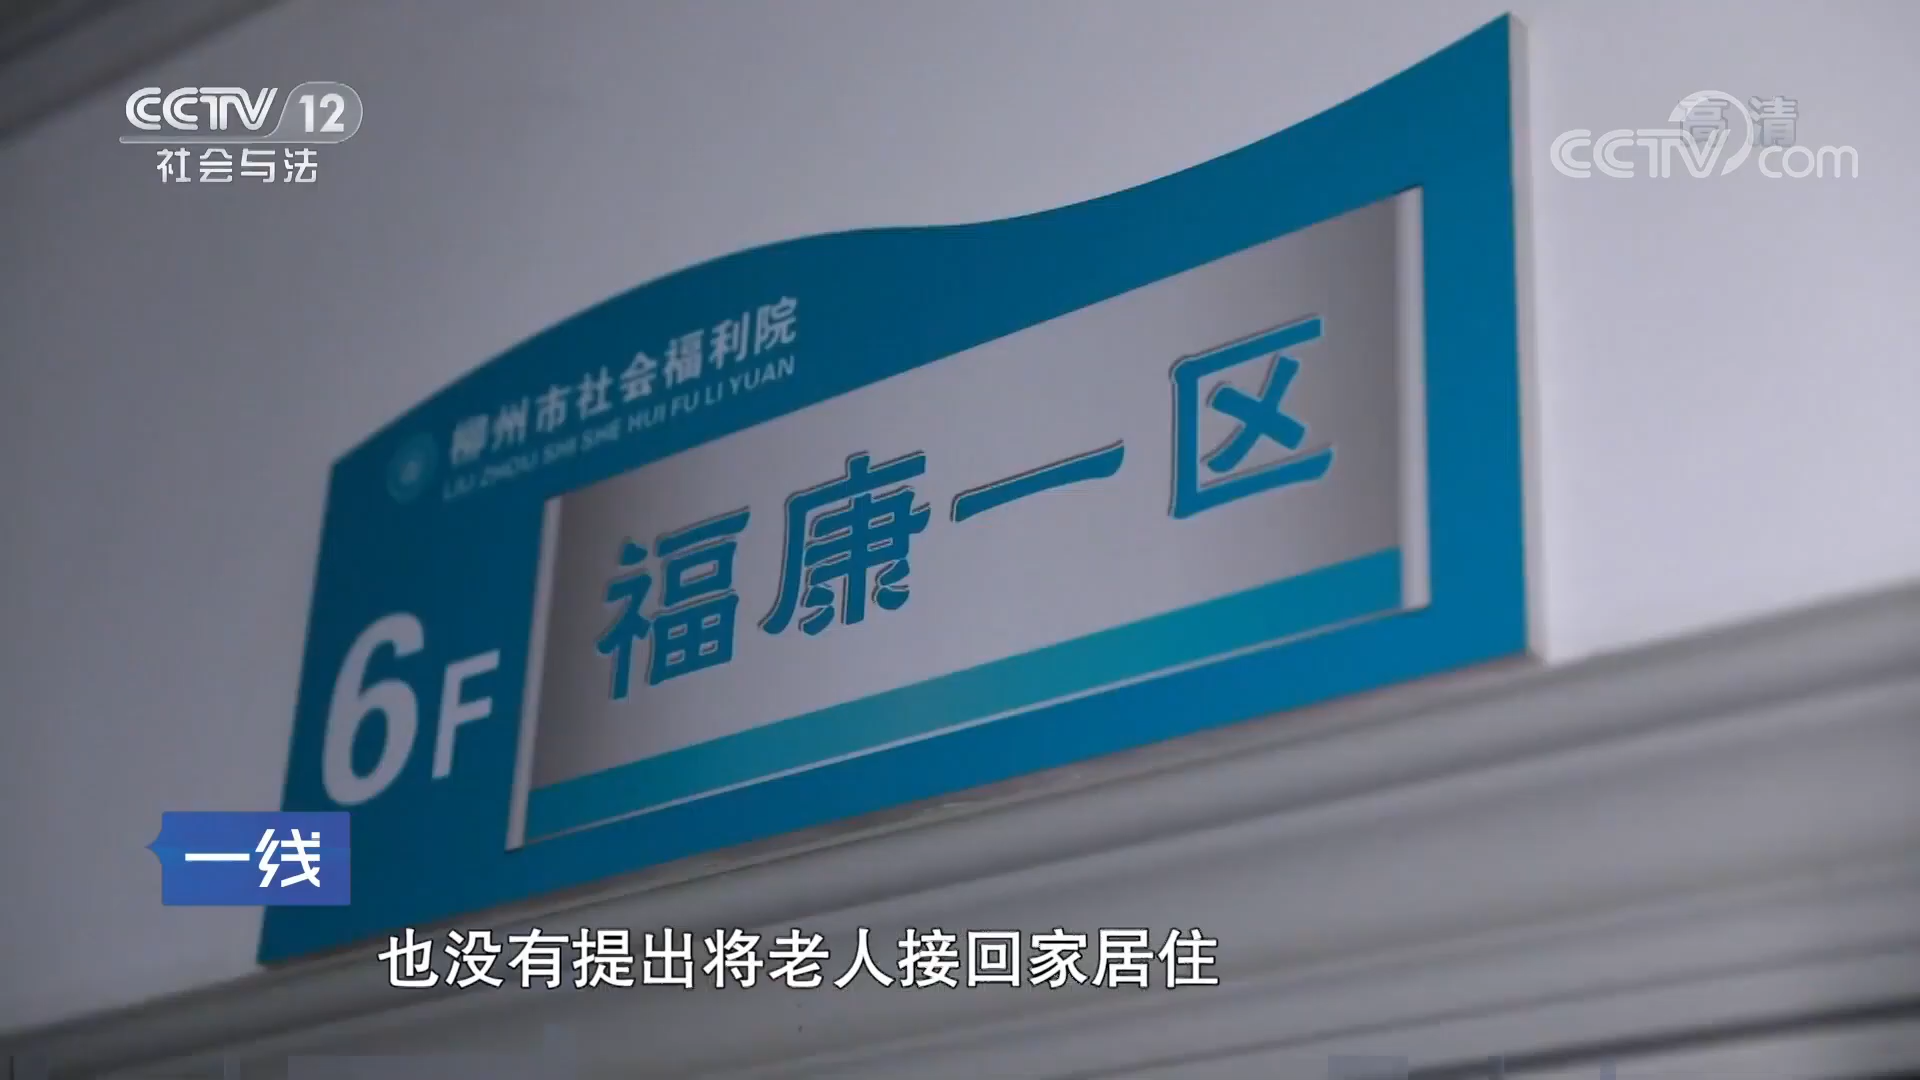 CCTV 12
社会与法
高清
CCTV com
柳州市社会福利院
LIU ZHOU SHI SHE HUI FU LI YUAN
福康一区
6F
一线
也没有提出将老人接回家居住